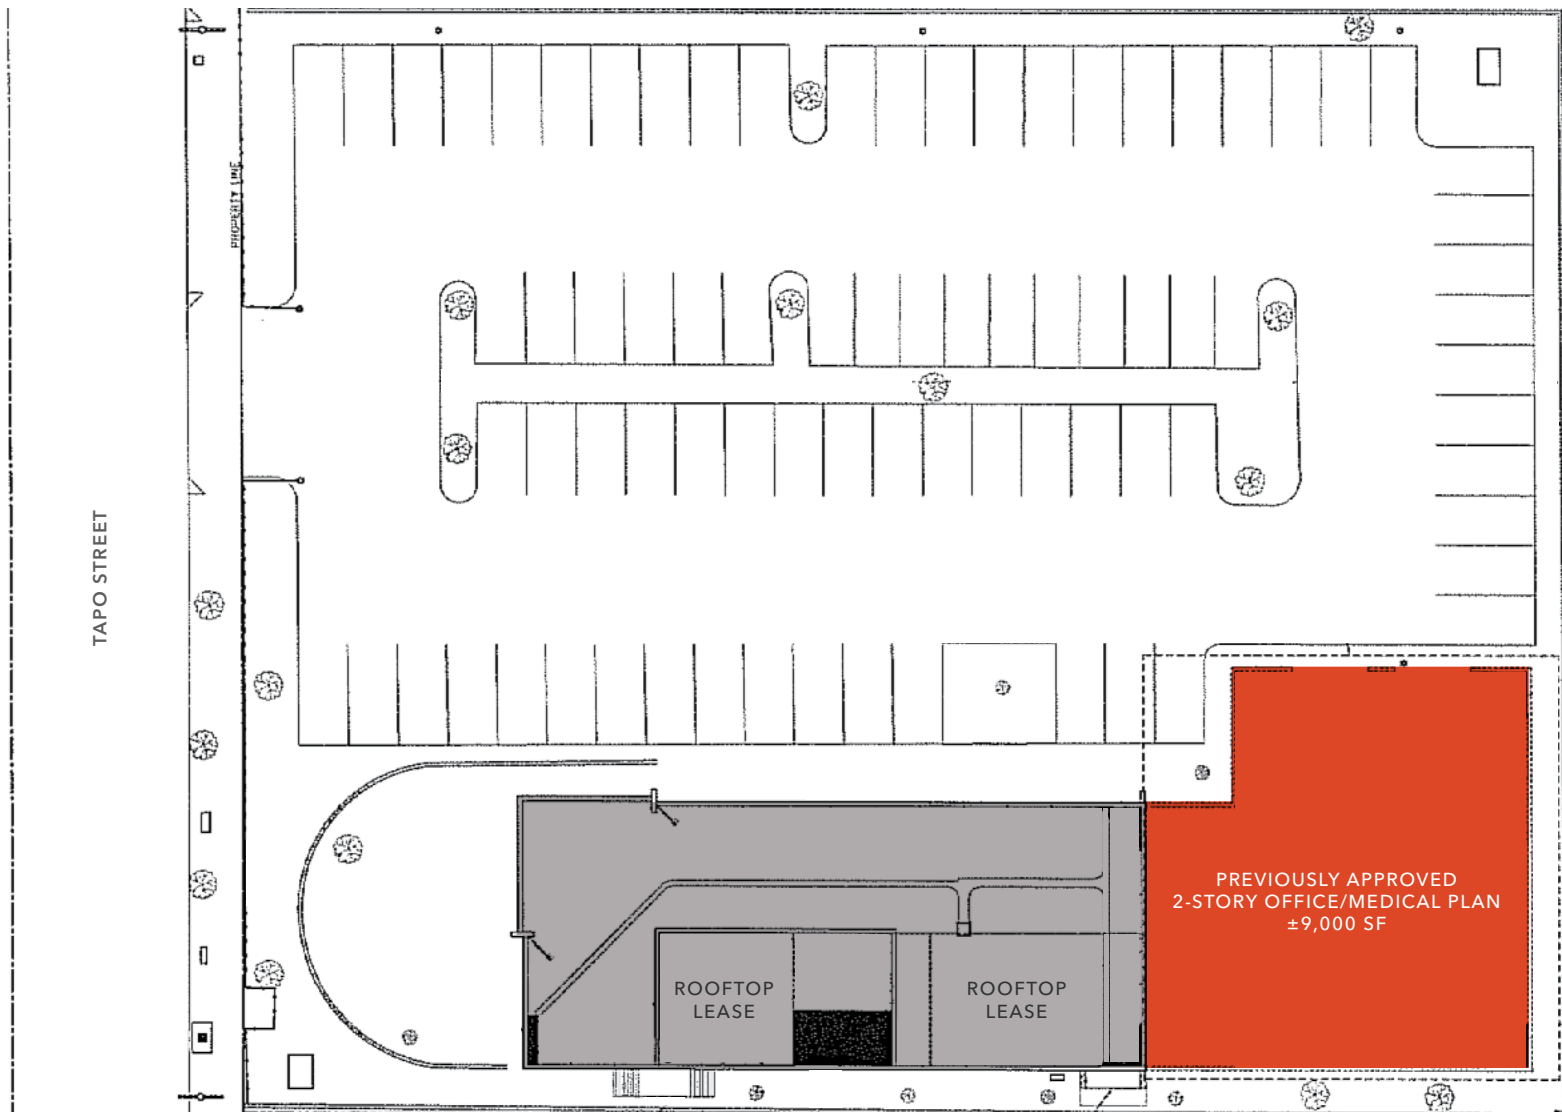 PROPERTY LINE
TAPO STREET
PREVIOUSLY APPROVED
2-STORY OFFICE/MEDICAL PLAN
±9,000 SF
ROOFTOP
LEASE
ROOFTOP
LEASE